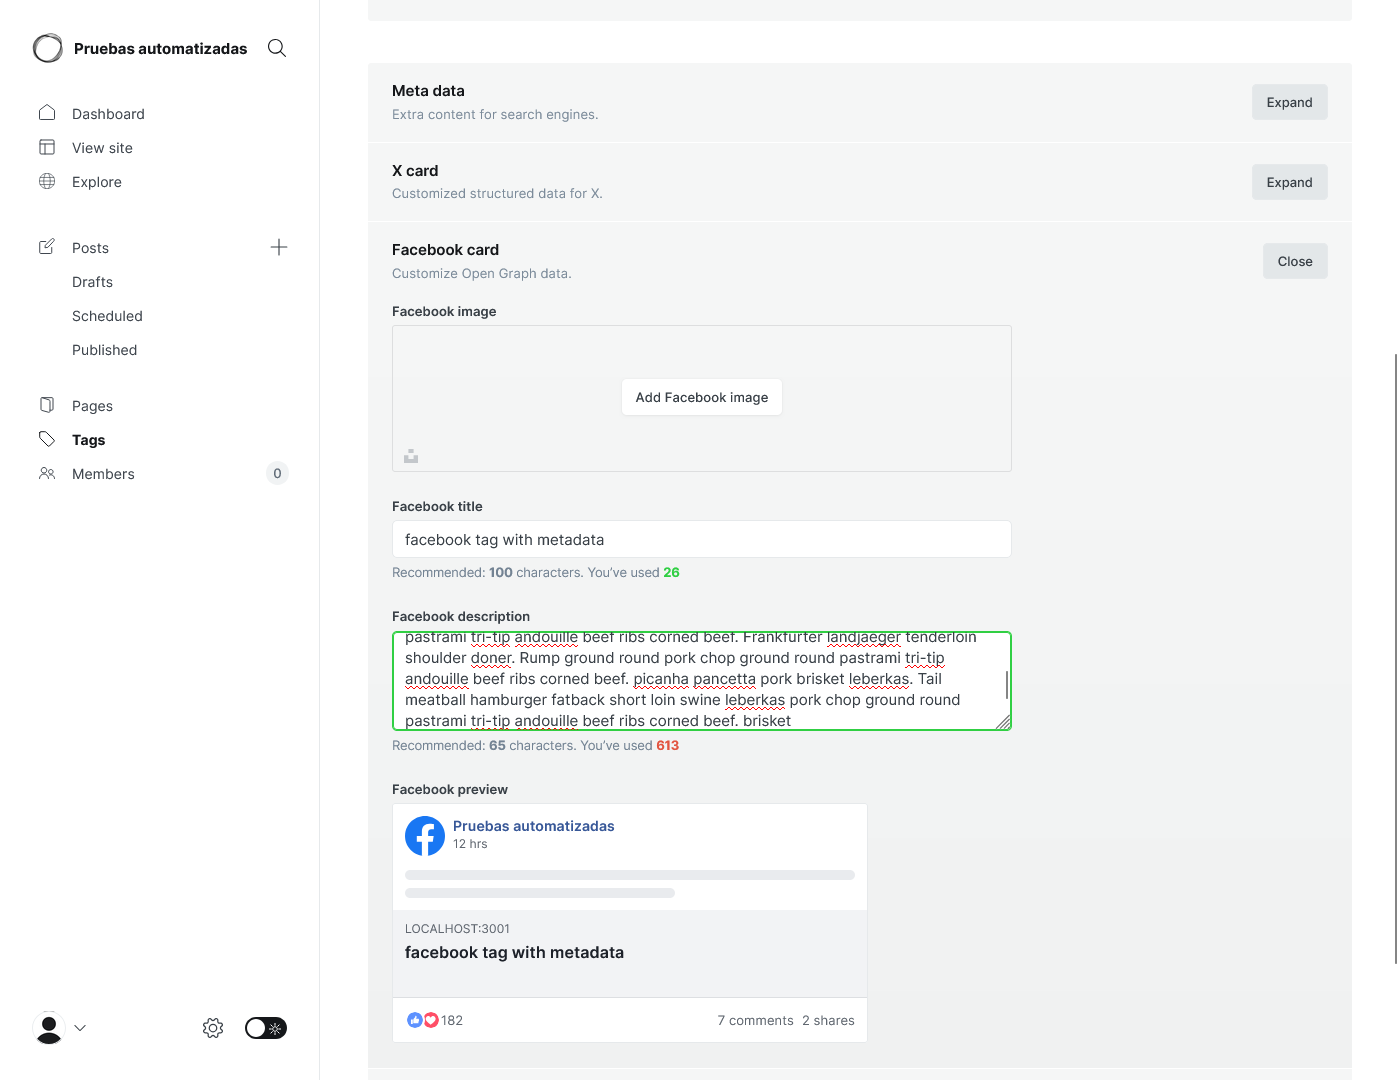 Pruebas automatizadas
Dashboard
View site
Explore
Posts
Drafts
Scheduled
Published
Pages
Tags
Members
0
Meta data
Extra content for search engines.
Expand
X card
Customized structured data for X.
Expand
Facebook card
Customize Open Graph data.
Close
Facebook image
Add Facebook image
Facebook title
facebook tag with metadata
Recommended: 100 characters. You’ve used 26
Facebook description
pastrami tri-tip andouille beef ribs corned beef. Frankfurter landjaeger tenderloin
shoulder doner. Rump ground round pork chop ground round pastrami tri-tip
andouille beef ribs corned beef. picanha pancetta pork brisket leberkas. Tail
meatball hamburger fatback short loin swine leberkas pork chop ground round
pastrami tri-tip andouille beef ribs corned beef. brisket
Recommended: 65 characters. You’ve used 613
Facebook preview
Pruebas automatizadas
12 hrs
LOCALHOST:3001
facebook tag with metadata
182
7 comments 2 shares